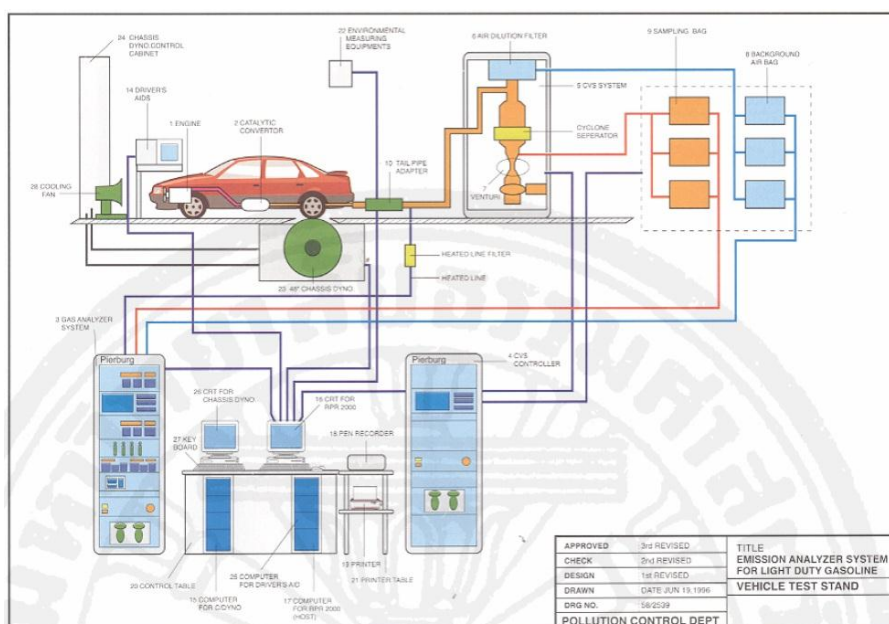 24 CHASSIS
DYNO.CONTROL
CABINET
22 ENVIRONMENTAL
MEASURING
EQUIPMENTS
6 AIR DILUTION FILTER
9 SAMPLING BAG
8 BACKGROUND
AIR BAG
14 DRIVER'S
AIDS
1 ENGINE
2 CATALYTIC
CONVERTOR
5 CVS SYSTEM
CYCLONE
SEPERATOR
10 TAIL PIPE
ADAPTER
7
VENTURI
28 COOLING
FAN
HEATED LINE FILTER
HEATED LINE
23 48" CHASSIS DYNO
3 GAS ANALYZER
SYSTEM
Pierburg
Pierburg
4 CVS
CONTROLLER
26 CRT FOR
CHASSIS DYNO
16 CRT FOR
RPR 2000
27 KEY
BOARD
18 PEN RECORDER
13 PRINTER
21 PRINTER TABLE
20 CONTROL TABLE
25 COMPUTER
FOR DRIVER'S AID
15 COMPUTER
FOR C/DYNO
17 COMPUTER
FOR RPR 2000
(HOST)
APPROVED 3rd REVISED
CHECK 2nd REVISED
DESIGN 1st REVISED
DRAWN DATE JUN 19,1996
DRG NO. 58/2539
POLLUTION CONTROL DEPT
TITLE
EMISSION ANALYZER SYSTEM
FOR LIGHT DUTY GASOLINE
VEHICLE TEST STAND